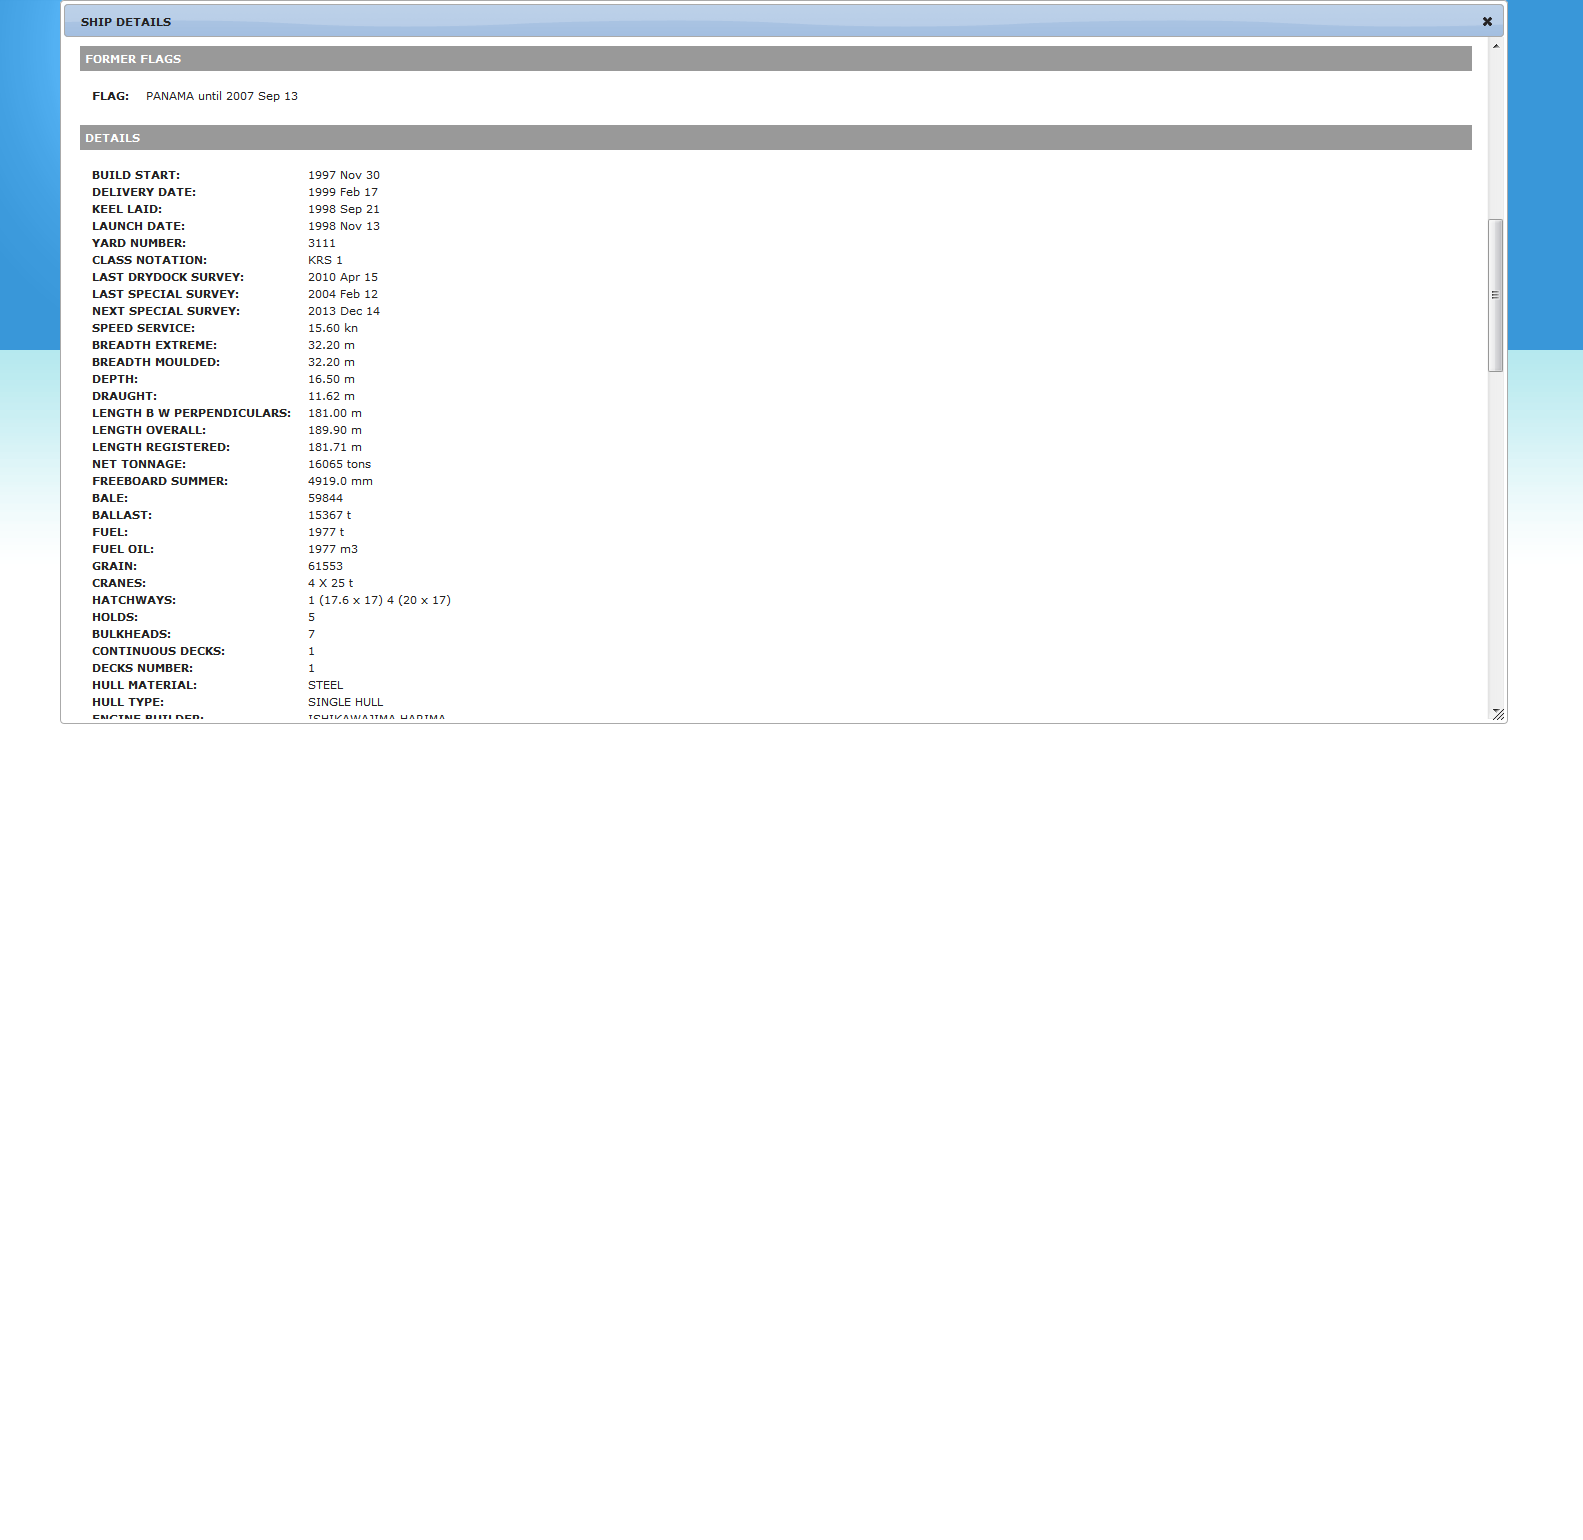 SHIP DETAILS
FORMER FLAGS
FLAG: PANAMA until 2007 Sep 13
DETAILS
BUILD START: 1997 Nov 30
DELIVERY DATE: 1999 Feb 17
KEEL LAID: 1998 Sep 21
LAUNCH DATE: 1998 Nov 13
YARD NUMBER: 3111
CLASS NOTATION: KRS 1
LAST DRYDOCK SURVEY: 2010 Apr 15
LAST SPECIAL SURVEY: 2004 Feb 12
NEXT SPECIAL SURVEY: 2013 Dec 14
SPEED SERVICE: 15.60 kn
BREADTH EXTREME: 32.20 m
BREADTH MOULDED: 32.20 m
DEPTH: 16.50 m
DRAUGHT: 11.62 m
LENGTH B W PERPENDICULARS: 181.00 m
LENGTH OVERALL: 189.90 m
LENGTH REGISTERED: 181.71 m
NET TONNAGE: 16065 tons
FREEBOARD SUMMER: 4919.0 mm
BALE: 59844
BALLAST: 15367 t
FUEL: 1977 t
FUEL OIL: 1977 m3
GRAIN: 61553
CRANES: 4 X 25 t
HATCHWAYS: 1 (17.6 x 17) 4 (20 x 17)
HOLDS: 5
BULKHEADS: 7
CONTINUOUS DECKS: 1
DECKS NUMBER: 1
HULL MATERIAL: STEEL
HULL TYPE: SINGLE HULL
ENGINE BUILDER: ISHIKAWAJIMA HARIMA